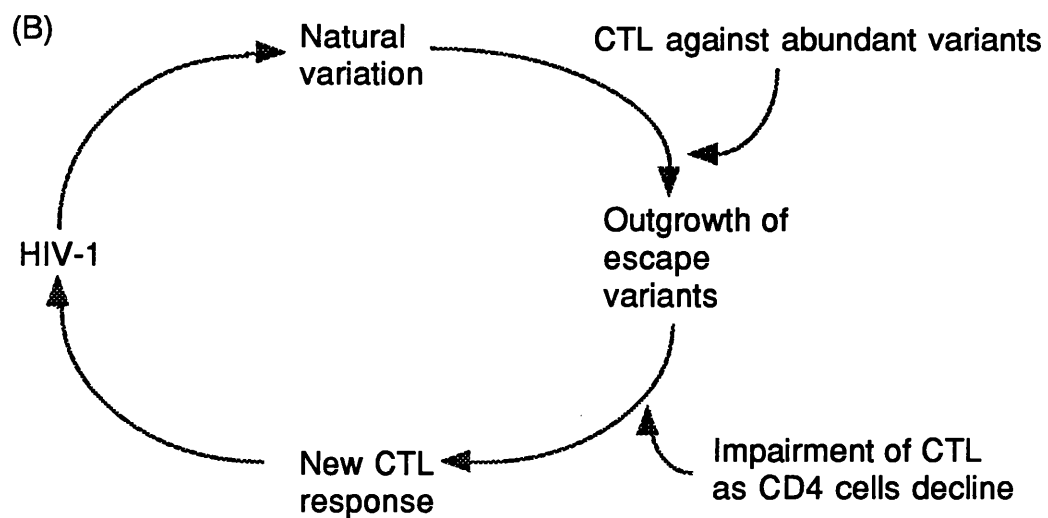 (B)
Natural
variation
CTL against abundant variants
Outgrowth of
escape
variants
HIV-1
New CTL
response
Impairment of CTL
as CD4 cells decline